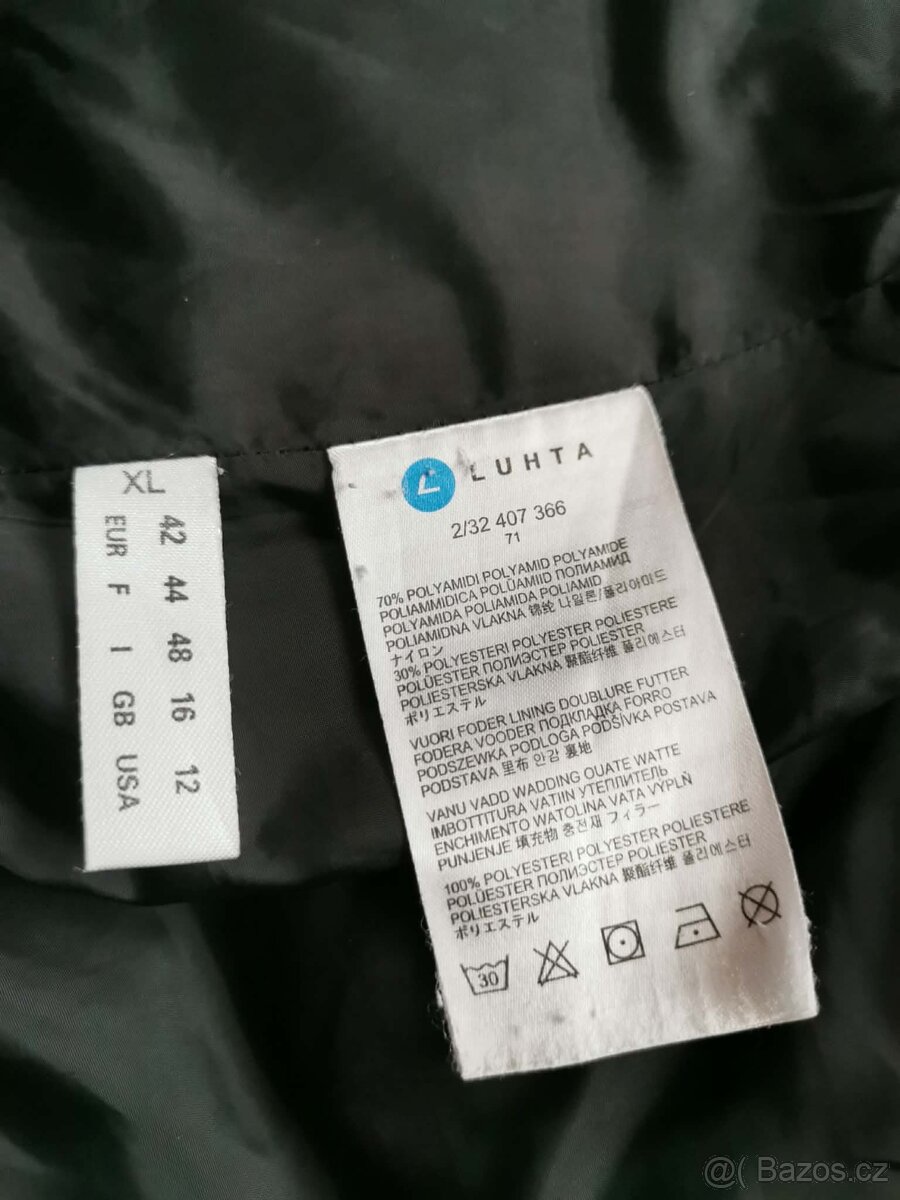 XL
EUR 42
F 44
I 48
GB 16
USA 12
LUHTA
2/32 407 366
71
70% POLYAMIDI POLYAMID POLYAMIDE
POLIAMMIDICA POLÜAMIID ПОЛИАМИД
POLYAMIDA POLIAMIDA POLIAMID
POLIAMIDNA VLAKNA 锦纶 나일론/폴리아미드
ナイロン
30% POLYESTERI POLYESTER POLIESTERE
POLÜESTER ПОЛИЭСТЕР POLIESTER
POLIESTERSKA VLAKNA 聚酯纤维 폴리에스터
ポリエステル
VUORI FODER LINING DOUBLURE FUTTER
FODERA VOODER ПОДКЛАДКА FORRO
PODSZEWKA PODLOGA PODŠÍVKA POSTAVA
PODSTAVA 里布 안감 裏地
VANU VADD WADDING OUATE WATTE
IMBOTTITURA VATIIN УТЕПЛИТЕЛЬ
ENCHIMENTO WATOLINA VATA VÝPLŇ
PUNJENJE 填充物 충전재 フィラー
100% POLYESTERI POLYESTER POLIESTERE
POLÜESTER ПОЛИЭСТЕР POLIESTER
POLIESTERSKA VLAKNA 聚酯纤维 폴리에스터
ポリエステル
30
@( Bazos.cz